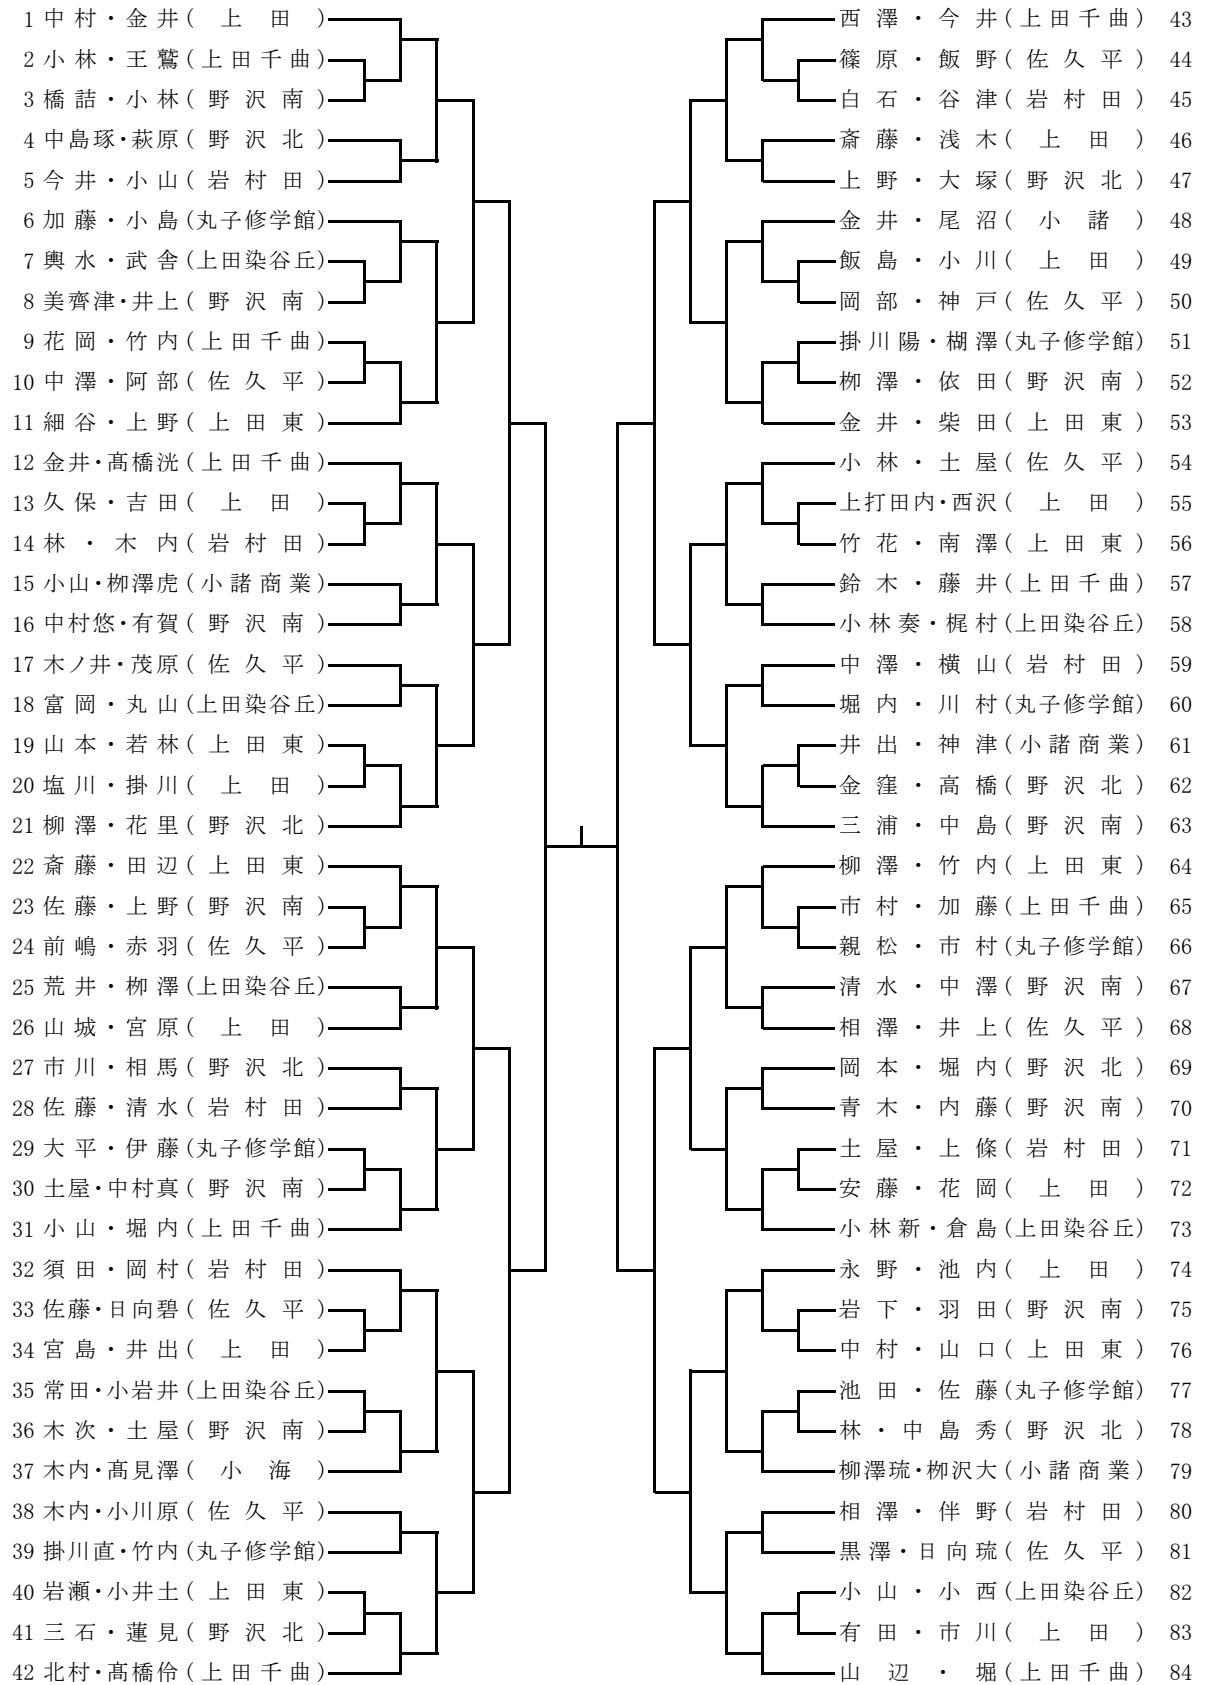 1 中村・金井(上田)
2 小林・王鷲(上田千曲)
3 橋詰・小林(野沢南)
4 中島琢・萩原(野沢北)
5 今井・小山(岩村田)
6 加藤・小島(丸子修学館)
7 輿水・武舎(上田染谷丘)
8 美齊津・井上(野沢南)
9 花岡・竹内(上田千曲)
10 中澤・阿部(佐久平)
11 細谷・上野(上田東)
12 金井・髙橋洸(上田千曲)
13 久保・吉田(上田)
14 林・木内(岩村田)
15 小山・栁澤虎(小諸商業)
16 中村悠・有賀(野沢南)
17 木ノ井・茂原(佐久平)
18 富岡・丸山(上田染谷丘)
19 山本・若林(上田東)
20 塩川・掛川(上田)
21 柳澤・花里(野沢北)
22 斎藤・田辺(上田東)
23 佐藤・上野(野沢南)
24 前嶋・赤羽(佐久平)
25 荒井・栁澤(上田染谷丘)
26 山城・宮原(上田)
27 市川・相馬(野沢北)
28 佐藤・清水(岩村田)
29 大平・伊藤(丸子修学館)
30 土屋・中村真(野沢南)
31 小山・堀内(上田千曲)
32 須田・岡村(岩村田)
33 佐藤・日向碧(佐久平)
34 宮島・井出(上田)
35 常田・小岩井(上田染谷丘)
36 木次・土屋(野沢南)
37 木内・髙見澤(小海)
38 木内・小川原(佐久平)
39 掛川直・竹内(丸子修学館)
40 岩瀬・小井土(上田東)
41 三石・蓮見(野沢北)
42 北村・髙橋伶(上田千曲)
西澤・今井(上田千曲) 43
篠原・飯野(佐久平) 44
白石・谷津(岩村田) 45
斎藤・浅木(上田) 46
上野・大塚(野沢北) 47
金井・尾沼(小諸) 48
飯島・小川(上田) 49
岡部・神戸(佐久平) 50
掛川陽・楜澤(丸子修学館) 51
栁澤・依田(野沢南) 52
金井・柴田(上田東) 53
小林・土屋(佐久平) 54
上打田内・西沢(上田) 55
竹花・南澤(上田東) 56
鈴木・藤井(上田千曲) 57
小林奏・梶村(上田染谷丘) 58
中澤・横山(岩村田) 59
堀内・川村(丸子修学館) 60
井出・神津(小諸商業) 61
金窪・高橋(野沢北) 62
三浦・中島(野沢南) 63
柳澤・竹内(上田東) 64
市村・加藤(上田千曲) 65
親松・市村(丸子修学館) 66
清水・中澤(野沢南) 67
相澤・井上(佐久平) 68
岡本・堀内(野沢北) 69
青木・内藤(野沢南) 70
土屋・上條(岩村田) 71
安藤・花岡(上田) 72
小林新・倉島(上田染谷丘) 73
永野・池内(上田) 74
岩下・羽田(野沢南) 75
中村・山口(上田東) 76
池田・佐藤(丸子修学館) 77
林・中島秀(野沢北) 78
柳澤琉・栁沢大(小諸商業) 79
相澤・伴野(岩村田) 80
黒澤・日向琉(佐久平) 81
小山・小西(上田染谷丘) 82
有田・市川(上田) 83
山辺・堀(上田千曲) 84